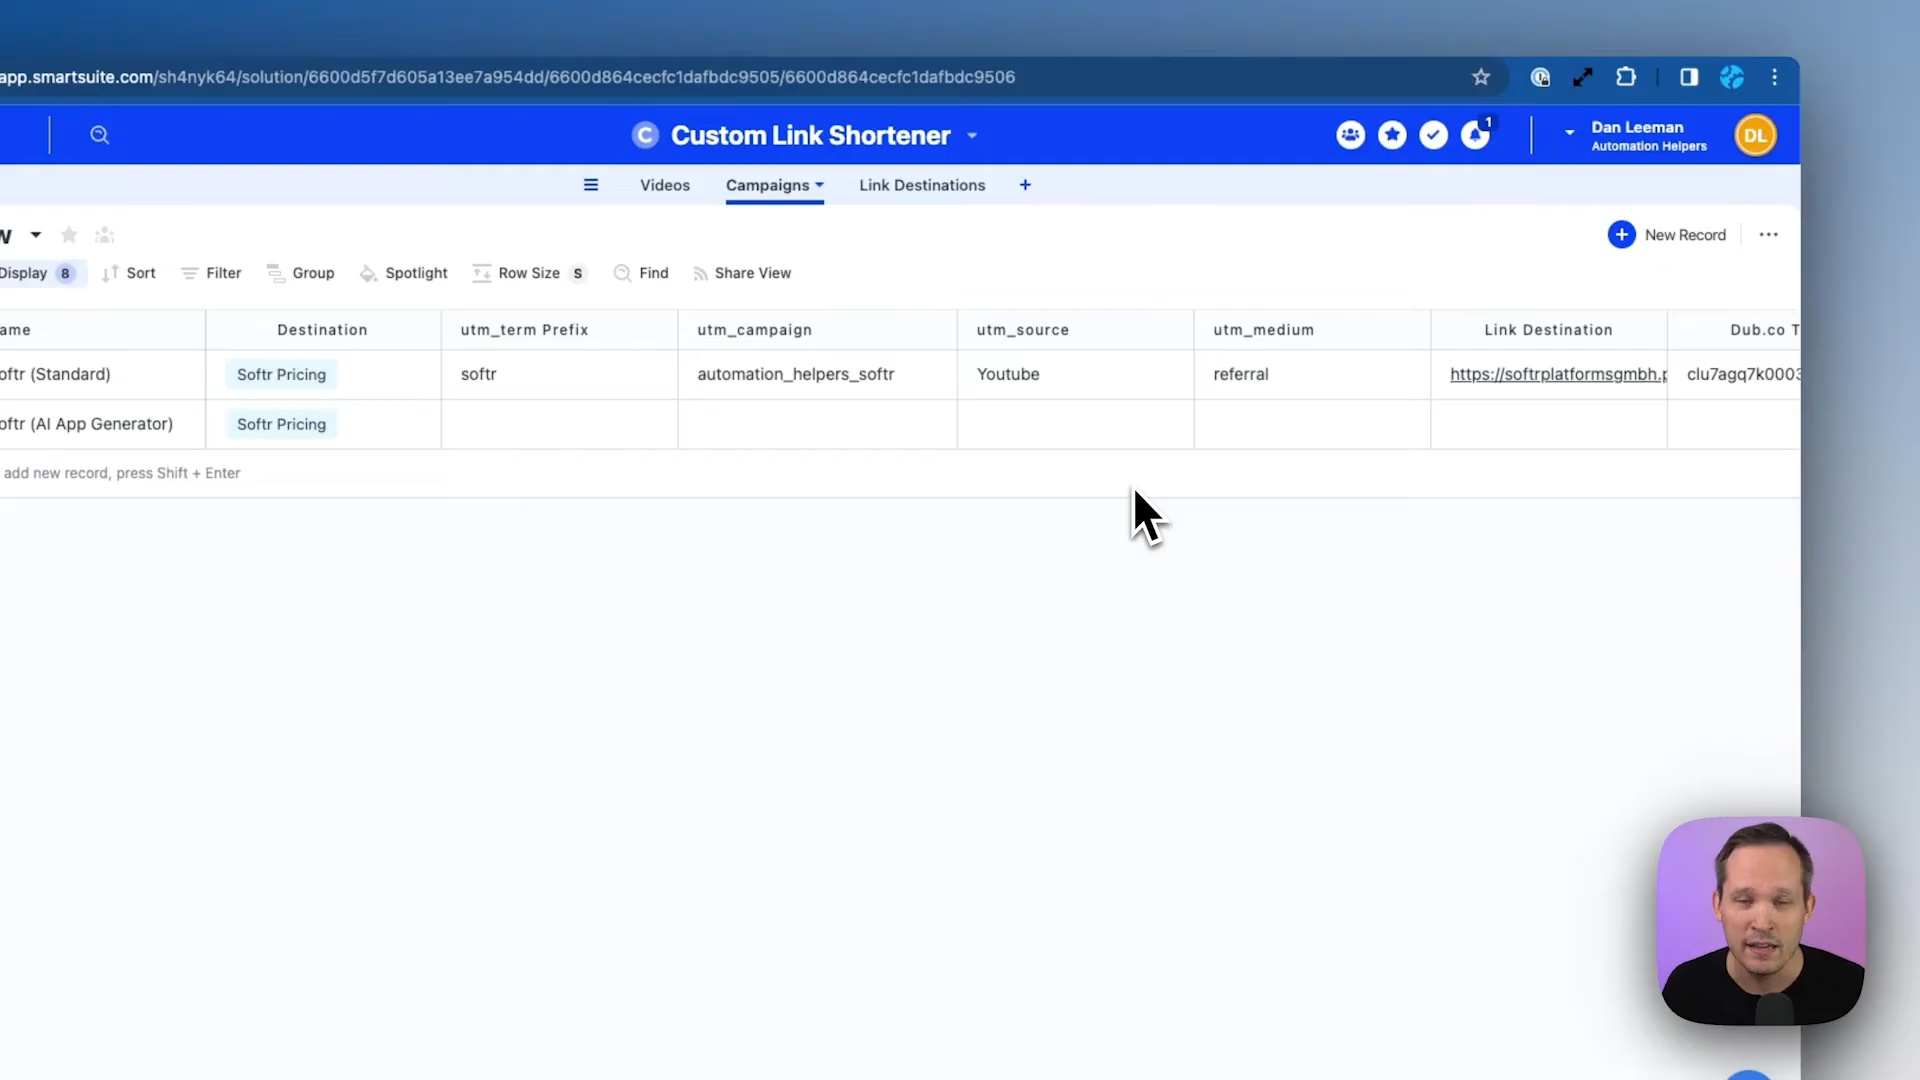 app.smartsuite.com/sh4nyk64/solution/6600d5f7d605a13ee7a954dd/6600d864cecfc1dafbdc9505/6600d864cecfc1dafbdc9506
C Custom Link Shortener
1
Dan Leeman
Automation Helpers
DL
Videos Campaigns Link Destinations +
w
New Record
Display 8 Sort Filter Group Spotlight Row Size S Find Share View
ame Destination utm_term Prefix utm_campaign utm_source utm_medium Link Destination Dub.co T
oftr (Standard) Softr Pricing softr automation_helpers_softr Youtube referral https://softrplatformsgmbh.p clu7agq7k0003
oftr (AI App Generator) Softr Pricing
add new record, press Shift + Enter